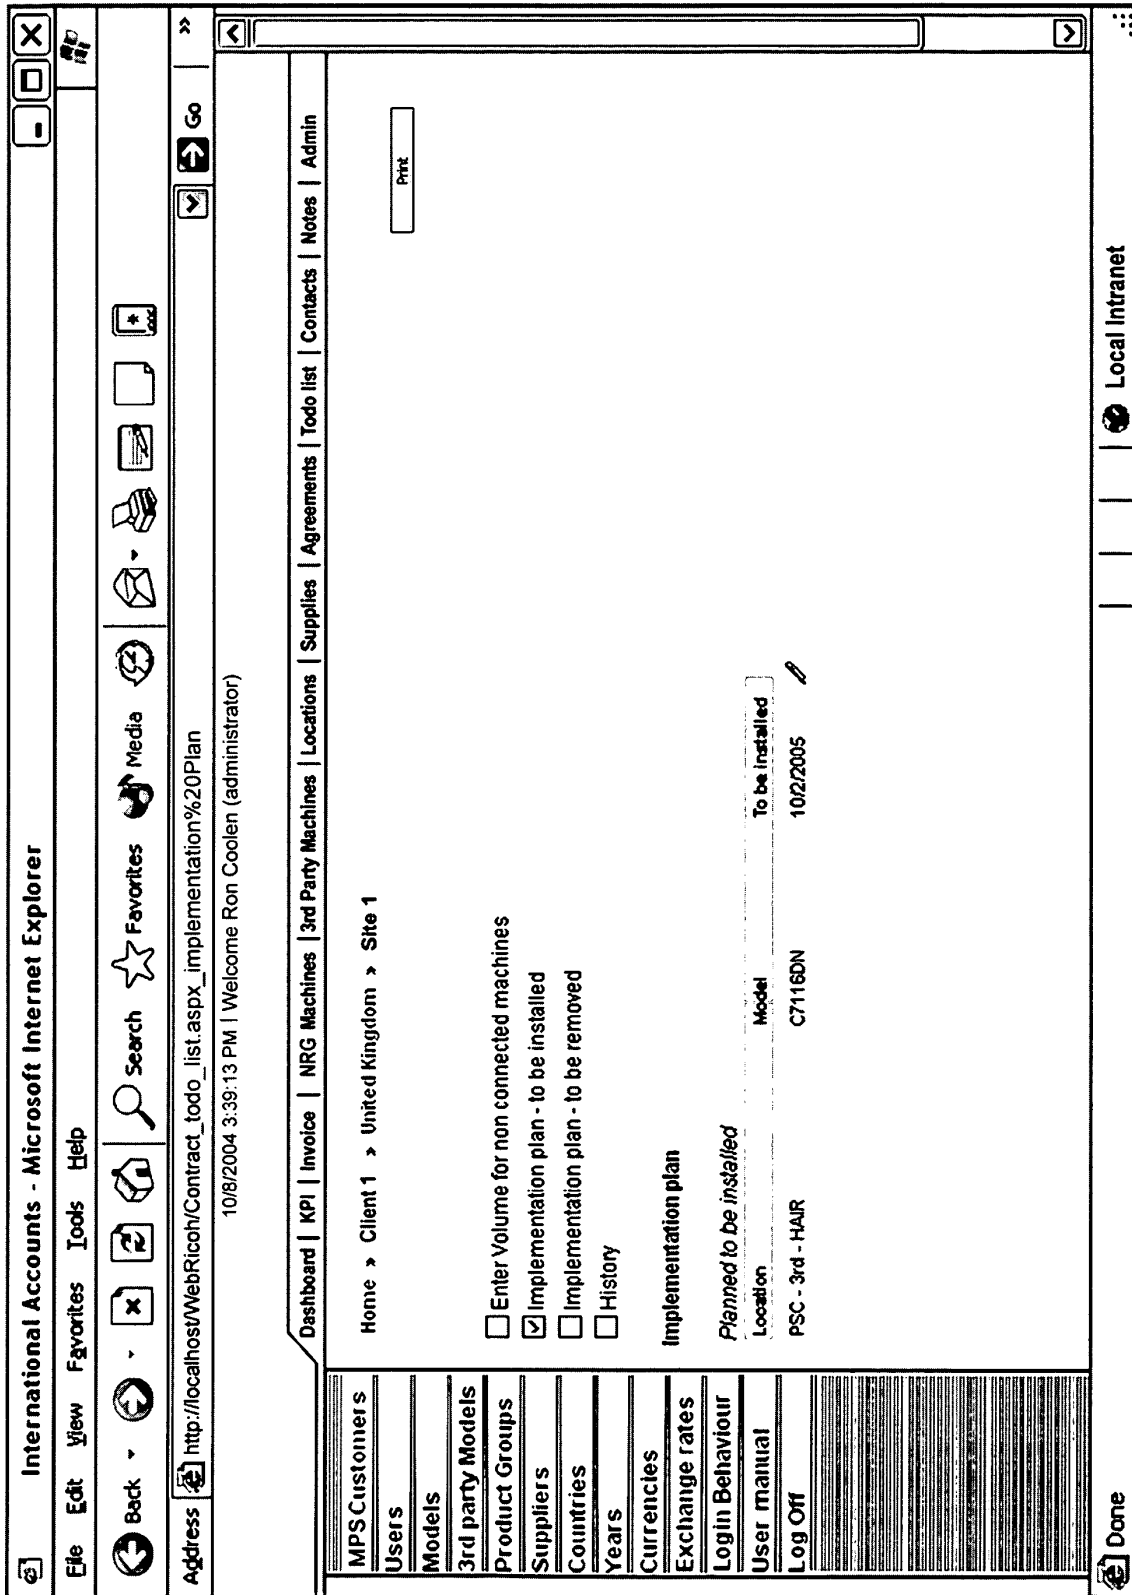 International Accounts - Microsoft Internet Explorer
File Edit View Favorites Tools Help
Back Search Favorites Media
Address http://localhost/WebRicoh/Contract_todo_list.aspx_implementation%20Plan Go »
10/8/2004 3:39:13 PM | Welcome Ron Coolen (administrator)
Dashboard | KPI | Invoice | NRG Machines | 3rd Party Machines | Locations | Supplies | Agreements | Todo list | Contacts | Notes | Admin
MPS Customers
Users
Models
3rd party Models
Product Groups
Suppliers
Countries
Years
Currencies
Exchange rates
Login Behaviour
User manual
Log Off
Home » Client 1 » United Kingdom » Site 1
Print
Enter Volume for non connected machines
Implementation plan - to be installed
Implementation plan - to be removed
History
Implementation plan
Planned to be installed
Location Model To be installed
PSC - 3rd - HAIR C7116DN 10/2/2005
Done Local Intranet